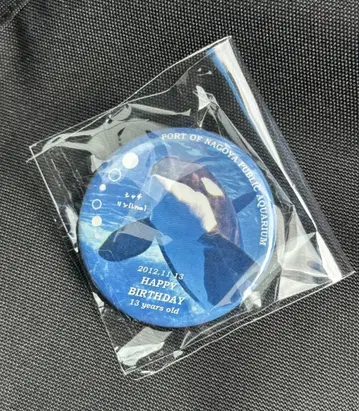 PORT OF NAGOYA PUBLIC AQUARIUM
シャチ
リン(Lynn)
2012.11.13
HAPPY
BIRTHDAY
13 years old